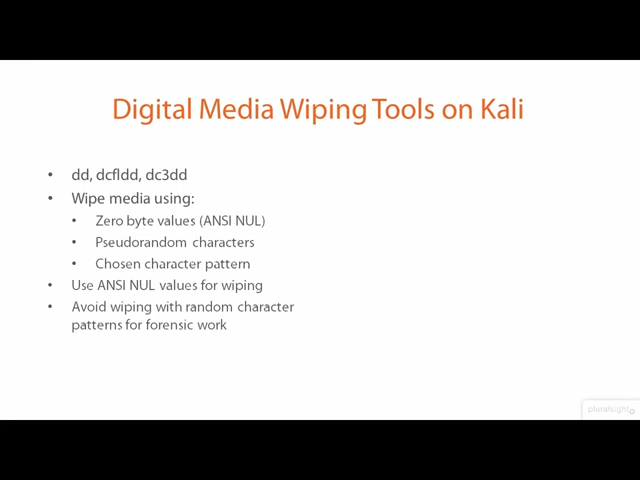 Digital Media Wiping Tools on Kali
• dd, dcfldd, dc3dd
• Wipe media using:
• Zero byte values (ANSI NUL)
• Pseudorandom characters
• Chosen character pattern
• Use ANSI NUL values for wiping
• Avoid wiping with random character
patterns for forensic work
pluralsight